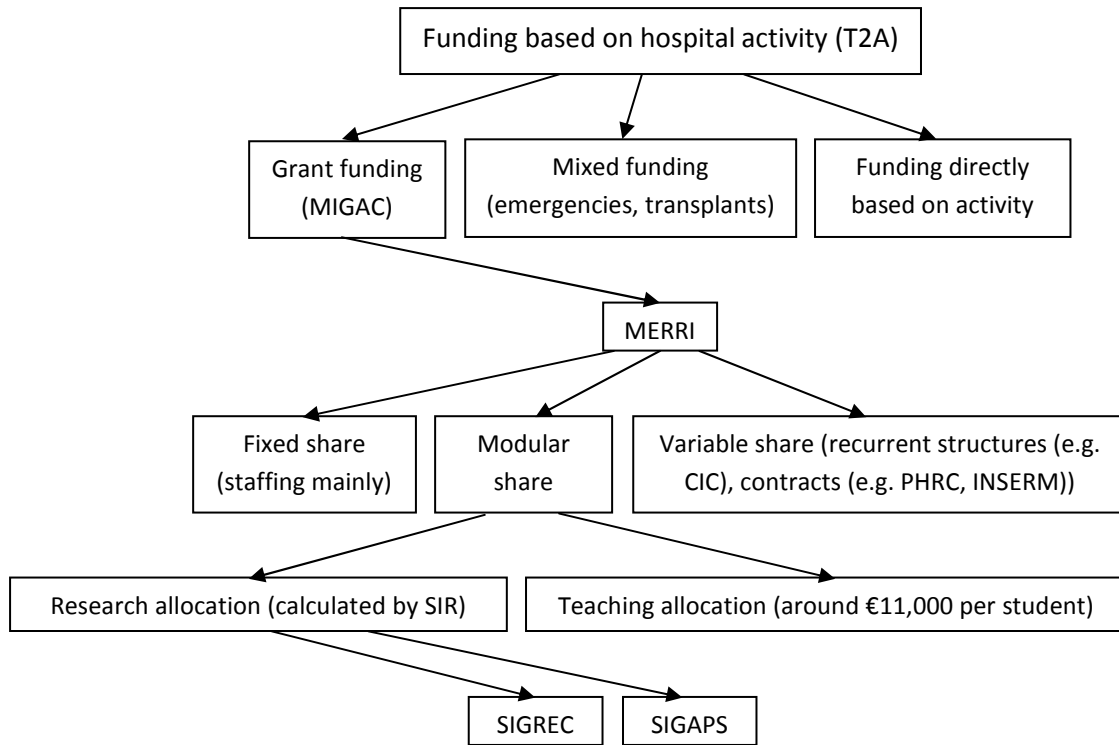 Funding based on hospital activity (T2A)
Grant funding
(MIGAC)
Mixed funding
(emergencies, transplants)
Funding directly
based on activity
MERRI
Fixed share
(staffing mainly)
Modular
share
Variable share (recurrent structures (e.g.
CIC), contracts (e.g. PHRC, INSERM))
Research allocation (calculated by SIR)
Teaching allocation (around €11,000 per student)
SIGREC
SIGAPS